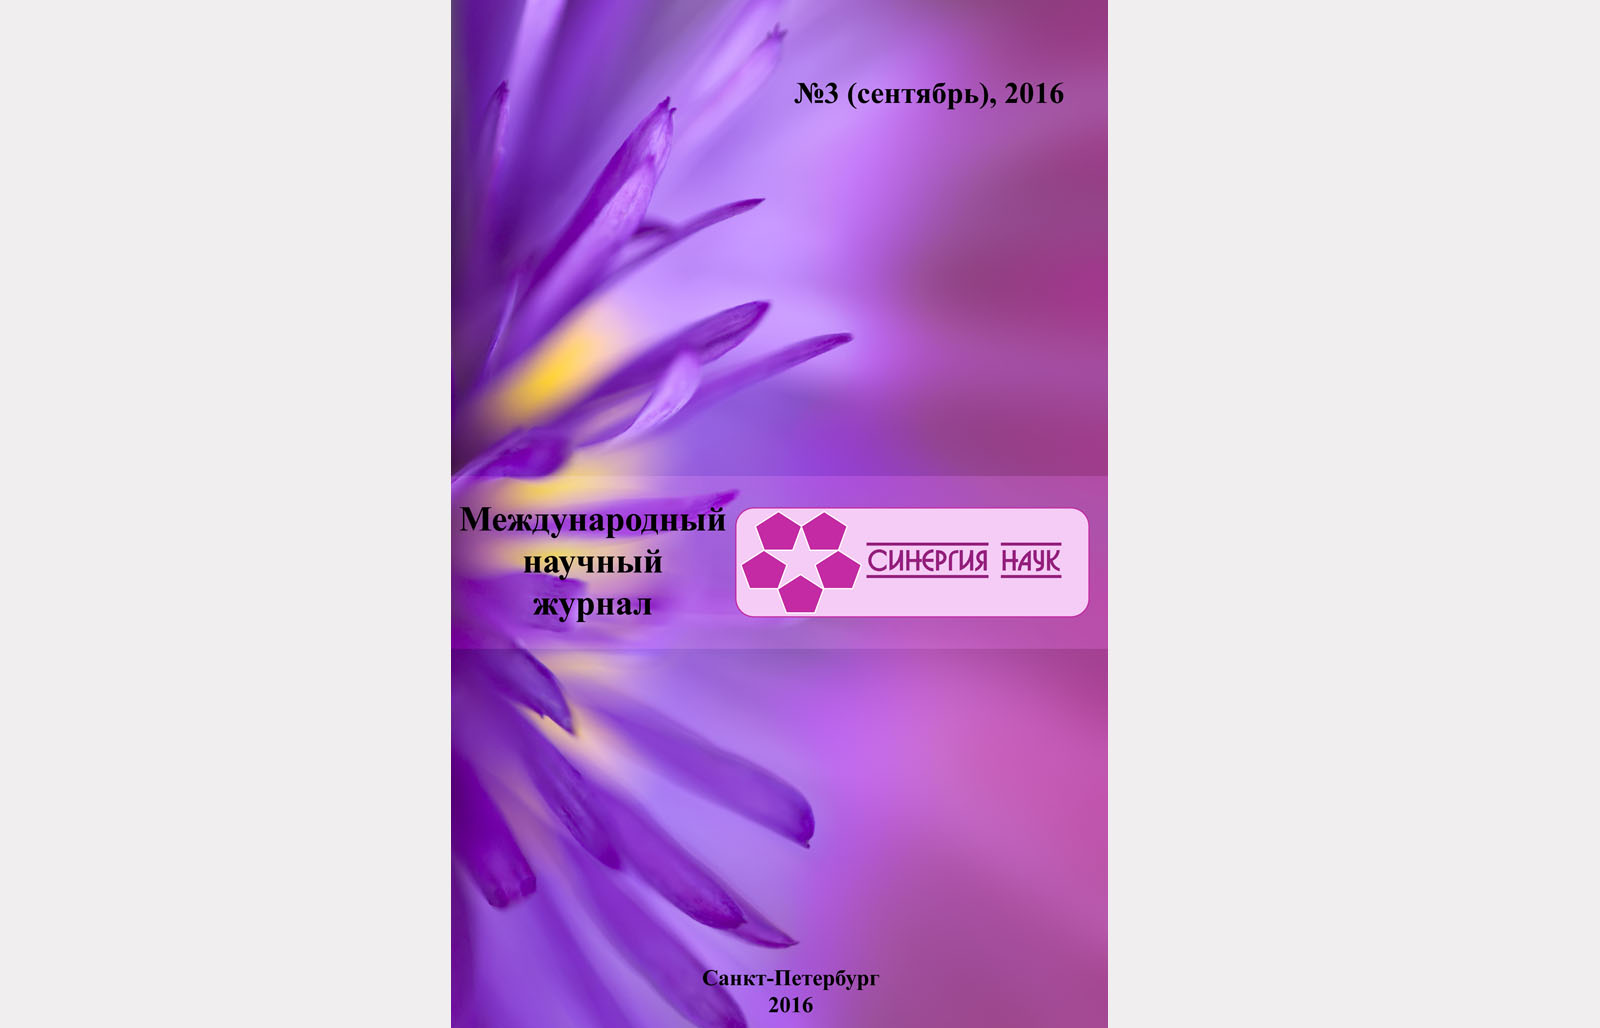 №3 (сентябрь), 2016
Международный
научный
журнал
СИНЕРГИЯ НАУК
Санкт-Петербург
2016